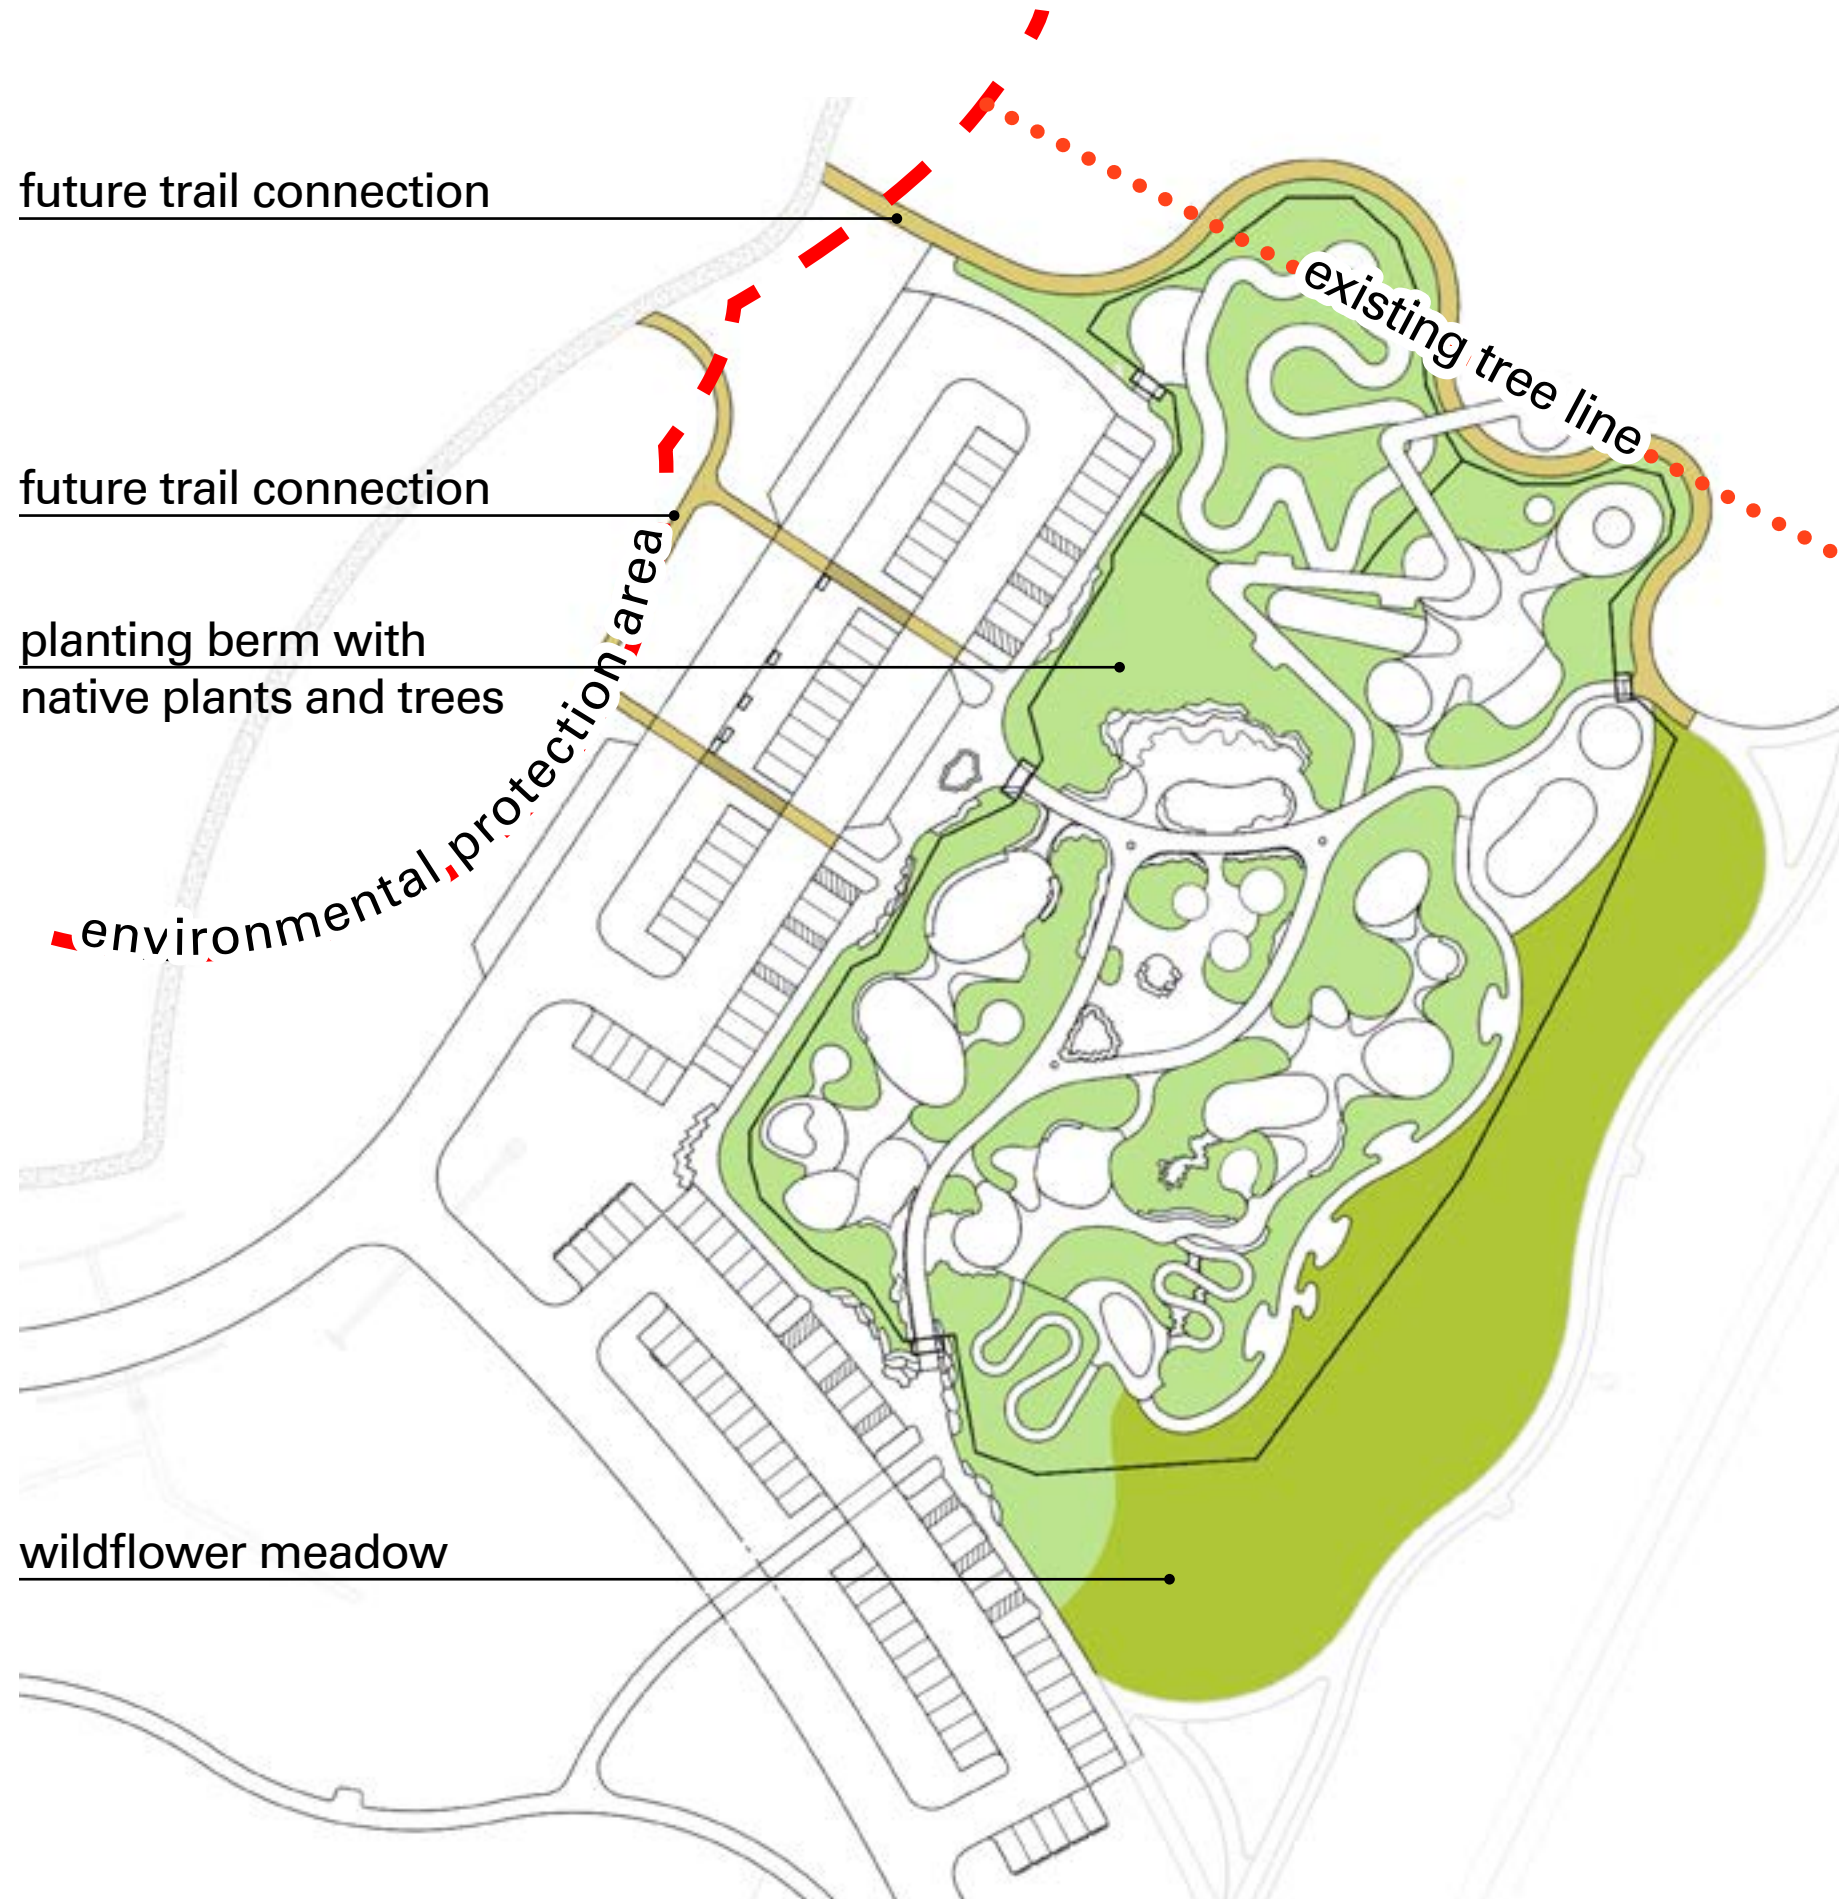 future trail connection
existing tree line
future trail connection
planting berm with
native plants and trees
environmental protection area
wildflower meadow